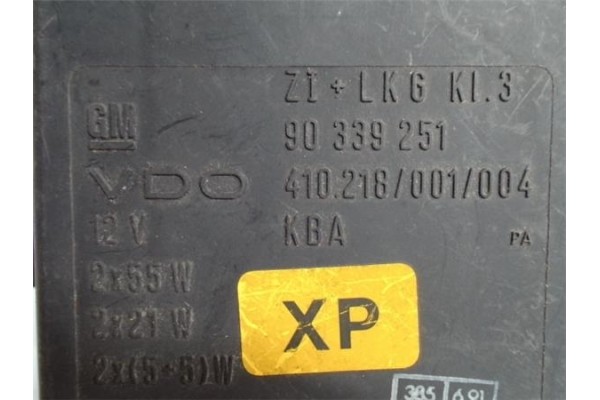 ZI + LKG KI.3
GM 90 339 251
VDO 410.218/001/004
12 V KBA PA
2x55 W
2x21 W
XP
2x(5+5)W
385 6.91